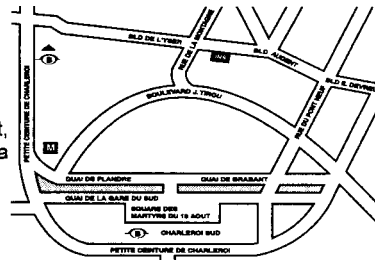 BLD DE L'YSER
RUE DE LA MONTAGNE
BLD AUDENT
BLD S. DEVREUX
B
PETITE CEINTURE DE CHARLEROI
BOULEVARD J. TIROU
RUE DU PONT NEUF
M
QUAI DE FLANDRE
QUAI DE BRABANT
QUAI DE LA GARE DU SUD
SQUARE DES
MARTYRS DU 18 AOUT
B
CHARLEROI SUD
PETITE CEINTURE DE CHARLEROI